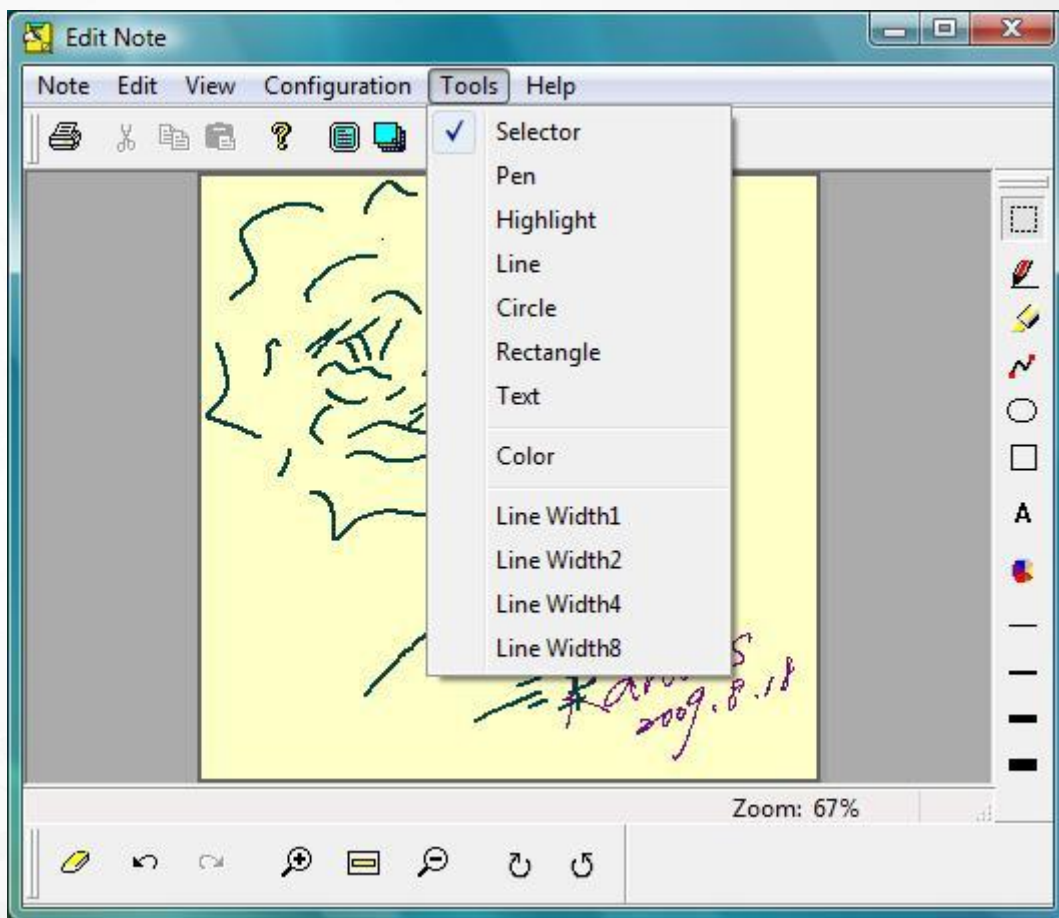 Edit Note
Note Edit View Configuration Tools Help
Selector
Pen
Highlight
Line
Circle
Rectangle
Text
Color
Line Width1
Line Width2
Line Width4
Line Width8
A
2009.8.18
Zoom: 67%